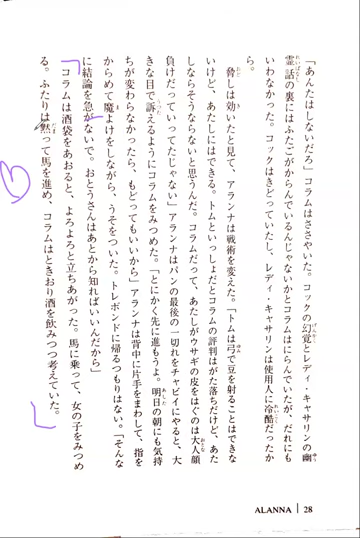 「あんたはしないだろ」コラムはささやいた。コックの幻覚とレディ・キャサリンの幽
霊話の裏にはふたごがからんでいるんじゃないかとコラムはにらんでいたが、だれにも
いわなかった。コックはきどっていたし、レディ・キャサリンは使用人に冷酷だったか
ら。
脅しは効いたと見て、アランナは戦術を変えた。「トムは弓で豆を射ることはできな
いけど、あたしにはできる。トムといっしょだとコラムの評判はがた落ちだけど、あた
しならそうならないと思うんだ。コラムだって、あたしがウサギの皮をはぐのは大人顔
負けだっていってたじゃない」アランナはパンの最後の一切れをチャビイにやると、大
きな目で訴えるようにコラムをみつめた。「とにかく先に進もうよ。明日の朝にも気持
ちが変わらなかったら、もどってもいいから」アランナは背中に片手をまわして、指を
からめて魔よけをしながら、うそをついた。トレボンドに帰るつもりはない。「そんな
に結論を急がないで。おとうさんはあとから知ればいいんだから」
コラムは酒袋をあおると、よろよろと立ちあがった。馬に乗って、女の子をみつめ
る。ふたりは黙って馬を進め、コラムはときおり酒を飲みつつ考えていた。
ALANNA | 28